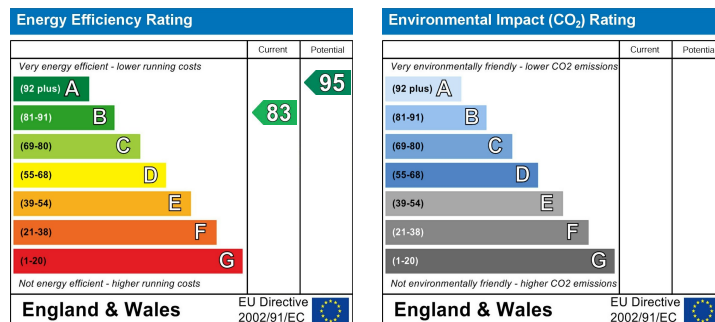 Energy Efficiency Rating
Current Potential
Very energy efficient - lower running costs
(92 plus) A
95
(81-91) B
83
(69-80) C
(55-68) D
(39-54) E
(21-38) F
(1-20) G
Not energy efficient - higher running costs
England & Wales
EU Directive
2002/91/EC
Environmental Impact (CO2) Rating
Current Potential
Very environmentally friendly - lower CO2 emissions
(92 plus) A
(81-91) B
(69-80) C
(55-68) D
(39-54) E
(21-38) F
(1-20) G
Not environmentally friendly - higher CO2 emissions
England & Wales
EU Directive
2002/91/EC